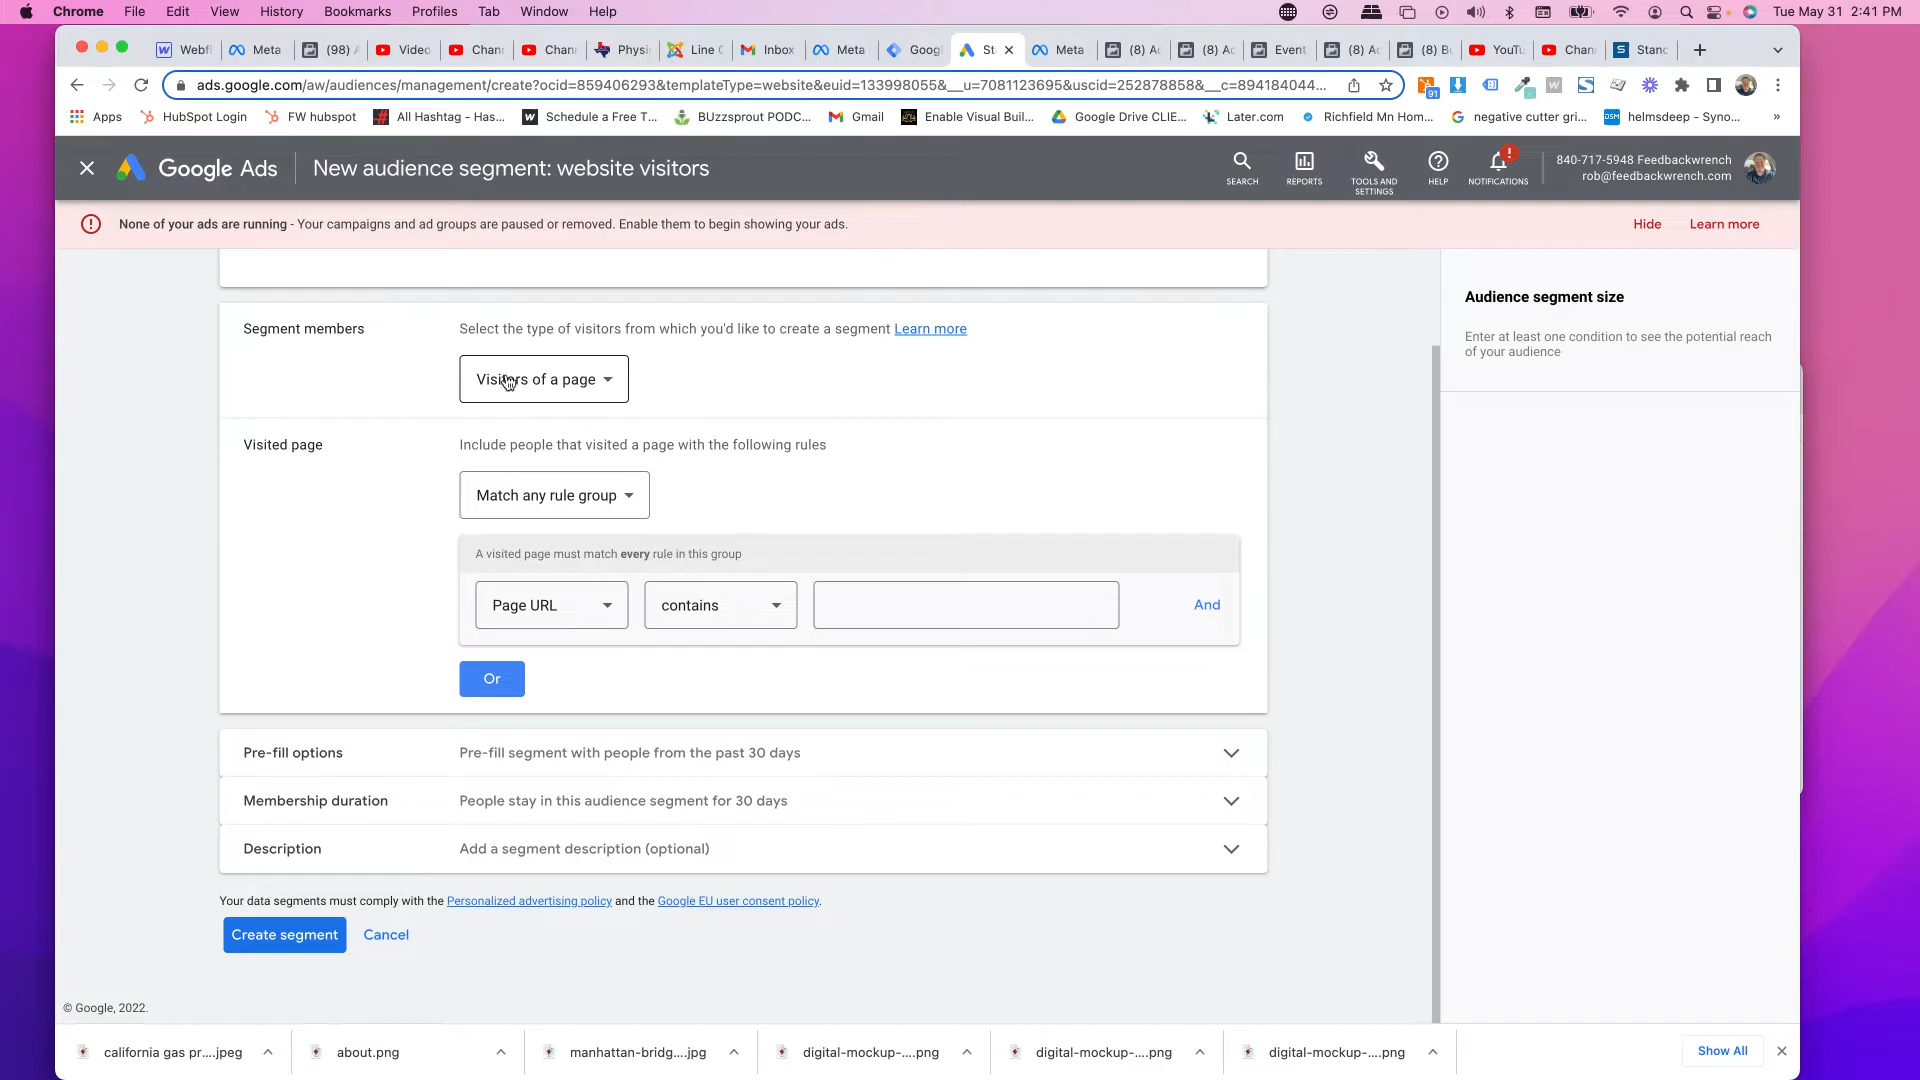 Chrome File Edit View History Bookmarks Profiles Tab Window Help Tue May 31 2:41 PM
Webfl Meta (98) Video Chann Chann Physi Line C Inbox Meta Goog St Meta (8) Ac (8) Ac Event (8) Ac (8) Bu YouTu Chan Stanc
ads.google.com/aw/audiences/management/create?ocid=859406293&templateType=website&euid=133998055&__u=7081123695&uscid=252878858&__c=894184044... 91
Apps HubSpot Login FW hubspot All Hashtag - Has... Schedule a Free T... BUzzsprout PODC... Gmail Enable Visual Buil... Google Drive CLIE... Later.com Richfield Mn Hom... negative cutter gri... helmsdeep - Syno... »
Google Ads New audience segment: website visitors
SEARCH REPORTS TOOLS AND SETTINGS HELP NOTIFICATIONS
840-717-5948 Feedbackwrench
rob@feedbackwrench.com
None of your ads are running - Your campaigns and ad groups are paused or removed. Enable them to begin showing your ads. Hide Learn more
Segment members Select the type of visitors from which you'd like to create a segment Learn more
Visitors of a page
Visited page Include people that visited a page with the following rules
Match any rule group
A visited page must match every rule in this group
Page URL contains And
Or
Pre-fill options Pre-fill segment with people from the past 30 days
Membership duration People stay in this audience segment for 30 days
Description Add a segment description (optional)
Your data segments must comply with the Personalized advertising policy and the Google EU user consent policy.
Create segment Cancel
© Google, 2022.
Audience segment size
Enter at least one condition to see the potential reach
of your audience
california gas pr....jpeg about.png manhattan-bridg....jpg digital-mockup-....png digital-mockup-....png digital-mockup-....png Show All